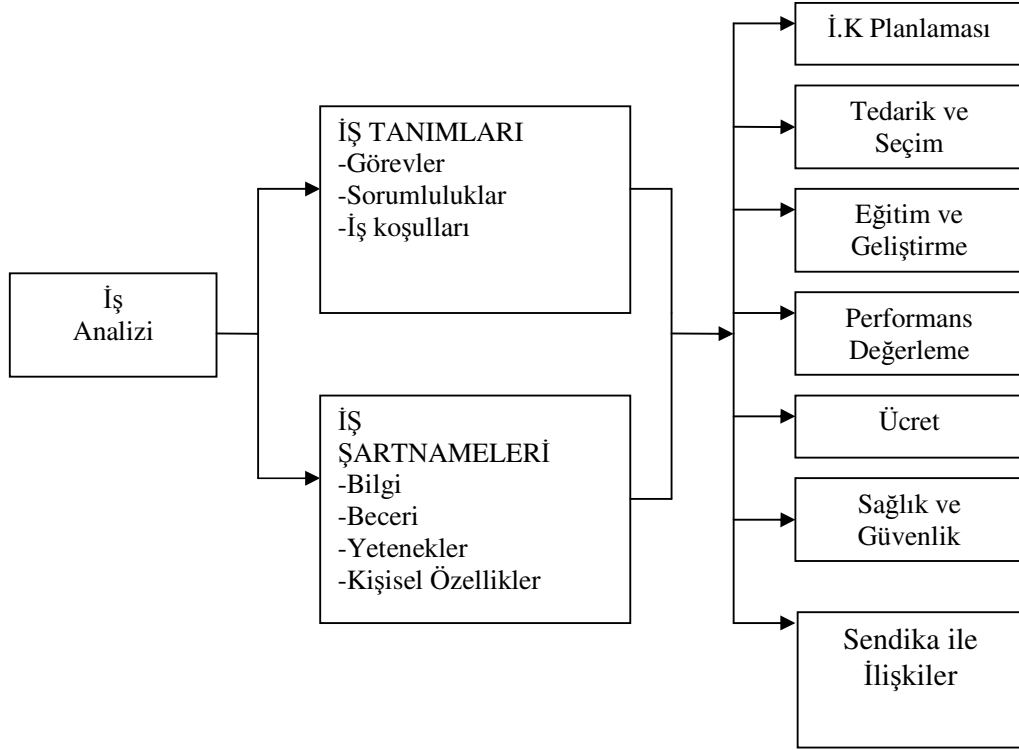 İş
Analizi
İŞ TANIMLARI
-Görevler
-Sorumluluklar
-İş koşulları
İŞ
ŞARTNAMELERİ
-Bilgi
-Beceri
-Yetenekler
-Kişisel Özellikler
İ.K Planlaması
Tedarik ve
Seçim
Eğitim ve
Geliştirme
Performans
Değerleme
Ücret
Sağlık ve
Güvenlik
Sendika ile
İlişkiler